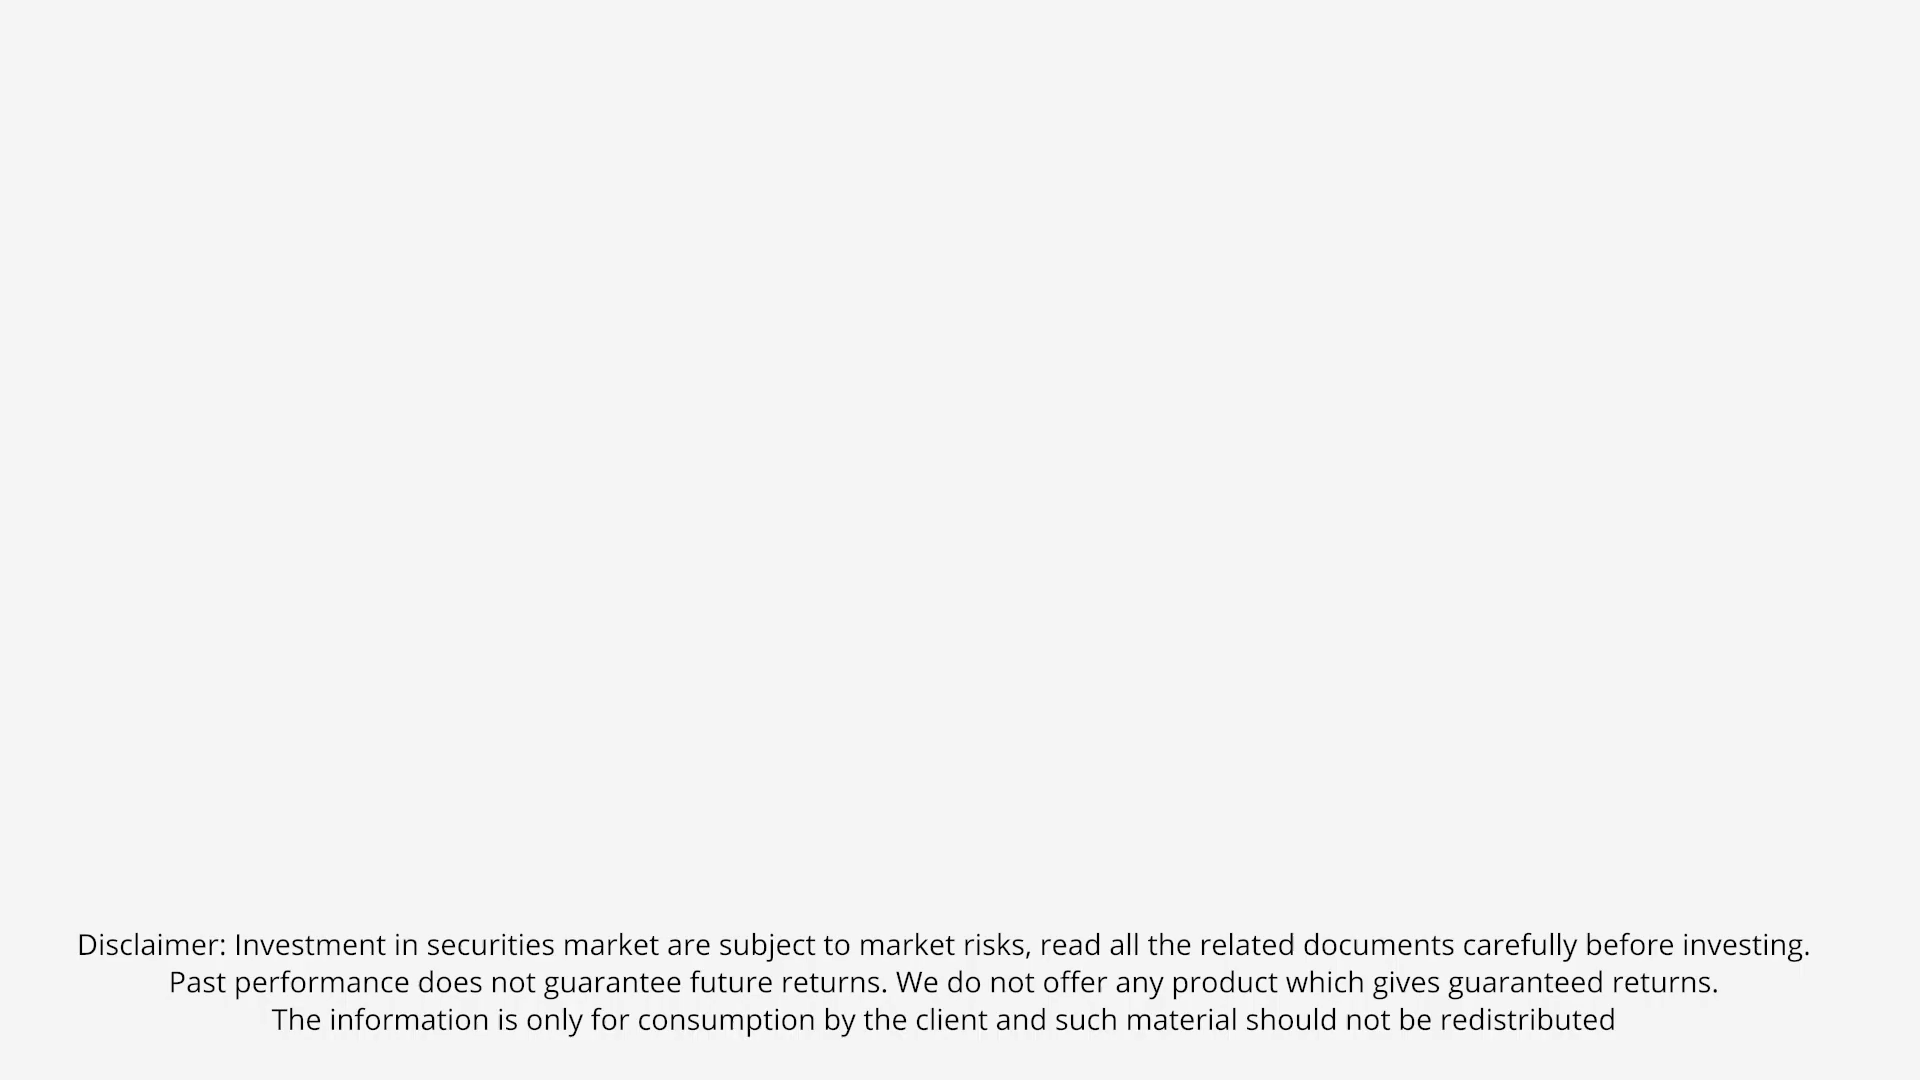 Disclaimer: Investment in securities market are subject to market risks, read all the related documents carefully before investing.
Past performance does not guarantee future returns. We do not offer any product which gives guaranteed returns.
The information is only for consumption by the client and such material should not be redistributed